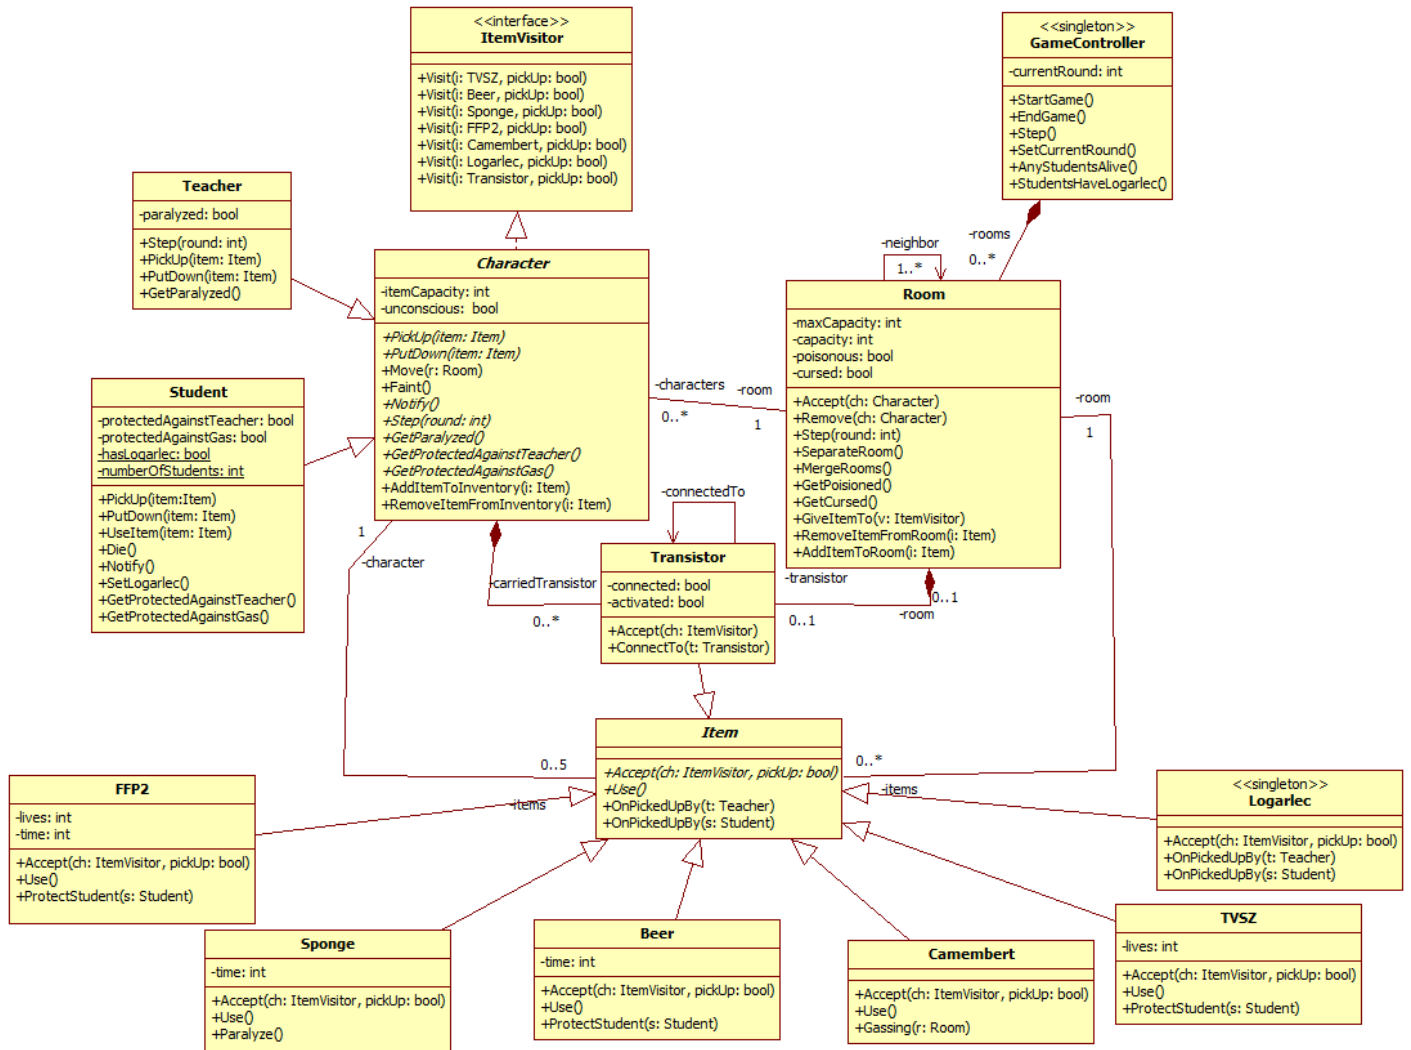 <<interface>>
ItemVisitor
+Visit(i: TVSZ, pickUp: bool)
+Visit(i: Beer, pickUp: bool)
+Visit(i: Sponge, pickUp: bool)
+Visit(i: FFP2, pickUp: bool)
+Visit(i: Camembert, pickUp: bool)
+Visit(i: Logarlec, pickUp: bool)
+Visit(i: Transistor, pickUp: bool)
<<singleton>>
GameController
-currentRound: int
+StartGame()
+EndGame()
+Step()
+SetCurrentRound()
+AnyStudentsAlive()
+StudentsHaveLogarlec()
Teacher
-paralyzed: bool
+Step(round: int)
+PickUp(item: Item)
+PutDown(item: Item)
+GetParalyzed()
-rooms
0..*
-neighbor
1..*
Character
-itemCapacity: int
-unconscious: bool
+PickUp(item: Item)
+PutDown(item: Item)
+Move(r: Room)
+Faint()
+Notify()
+Step(round: int)
+GetParalyzed()
+GetProtectedAgainstTeacher()
+GetProtectedAgainstGas()
+AddItemToInventory(i: Item)
+RemoveItemFromInventory(i: Item)
-characters
0..*
-room
1
Room
-maxCapacity: int
-capacity: int
-poisonous: bool
-cursed: bool
+Accept(ch: Character)
+Remove(ch: Character)
+Step(round: int)
+SeparateRoom()
+MergeRooms()
+GetPoisioned()
+GetCursed()
+GiveItemTo(v: ItemVisitor)
+RemoveItemFromRoom(i: Item)
+AddItemToRoom(i: Item)
-room
1
Student
-protectedAgainstTeacher: bool
-protectedAgainstGas: bool
-hasLogarlec: bool
-numberOfStudents: int
+PickUp(item:Item)
+PutDown(item: Item)
+UseItem(item: Item)
+Die()
+Notify()
+SetLogarlec()
+GetProtectedAgainstTeacher()
+GetProtectedAgainstGas()
1
-character
-connectedTo
-carriedTransistor
0..*
Transistor
-connected: bool
-activated: bool
+Accept(ch: ItemVisitor)
+ConnectTo(t: Transistor)
-transistor
0..1
0..1
-room
Item
+Accept(ch: ItemVisitor, pickUp: bool)
+Use()
+OnPickedUpBy(t: Teacher)
+OnPickedUpBy(s: Student)
0..5
-items
0..*
-items
FFP2
-lives: int
-time: int
+Accept(ch: ItemVisitor, pickUp: bool)
+Use()
+ProtectStudent(s: Student)
<<singleton>>
Logarlec
+Accept(ch: ItemVisitor, pickUp: bool)
+OnPickedUpBy(t: Teacher)
+OnPickedUpBy(s: Student)
Sponge
-time: int
+Accept(ch: ItemVisitor, pickUp: bool)
+Use()
+Paralyze()
Beer
-time: int
+Accept(ch: ItemVisitor, pickUp: bool)
+Use()
+ProtectStudent(s: Student)
Camembert
+Accept(ch: ItemVisitor, pickUp: bool)
+Use()
+Gassing(r: Room)
TVSZ
-lives: int
+Accept(ch: ItemVisitor, pickUp: bool)
+Use()
+ProtectStudent(s: Student)